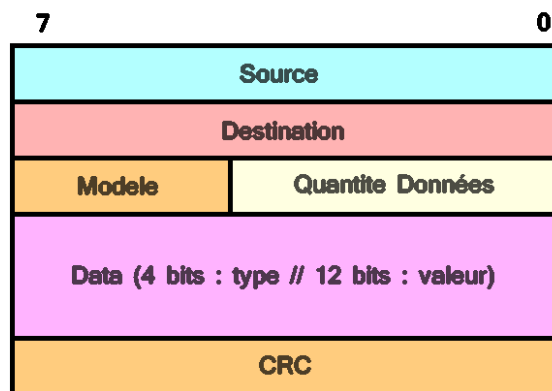 7 0
Source
Destination
Modele Quantite Données
Data (4 bits : type // 12 bits : valeur)
CRC